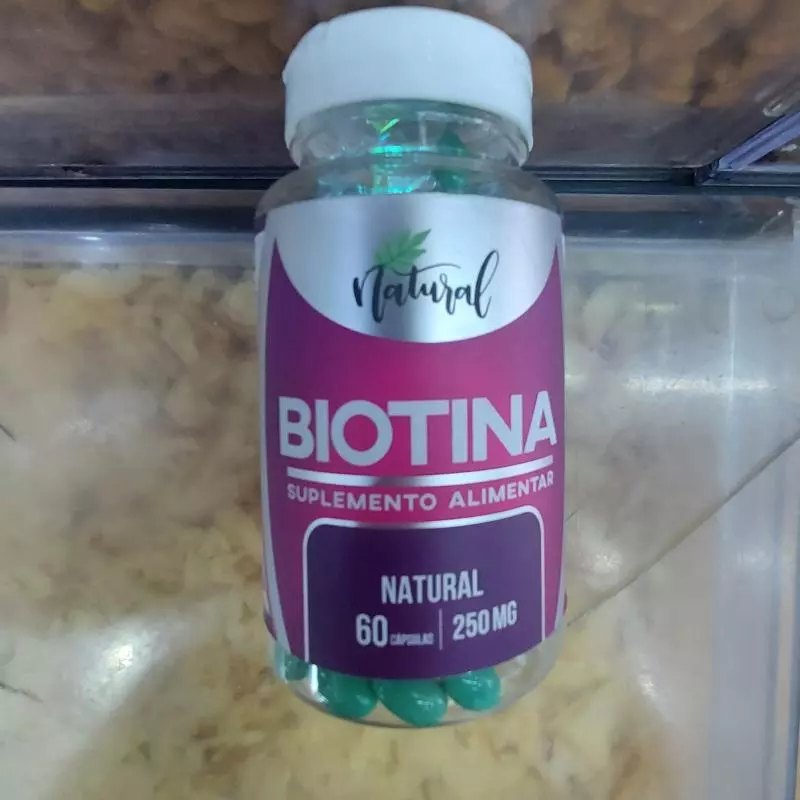 Natural
BIOTINA
SUPLEMENTO ALIMENTAR
NATURAL
60 CÁPSULAS 250 MG